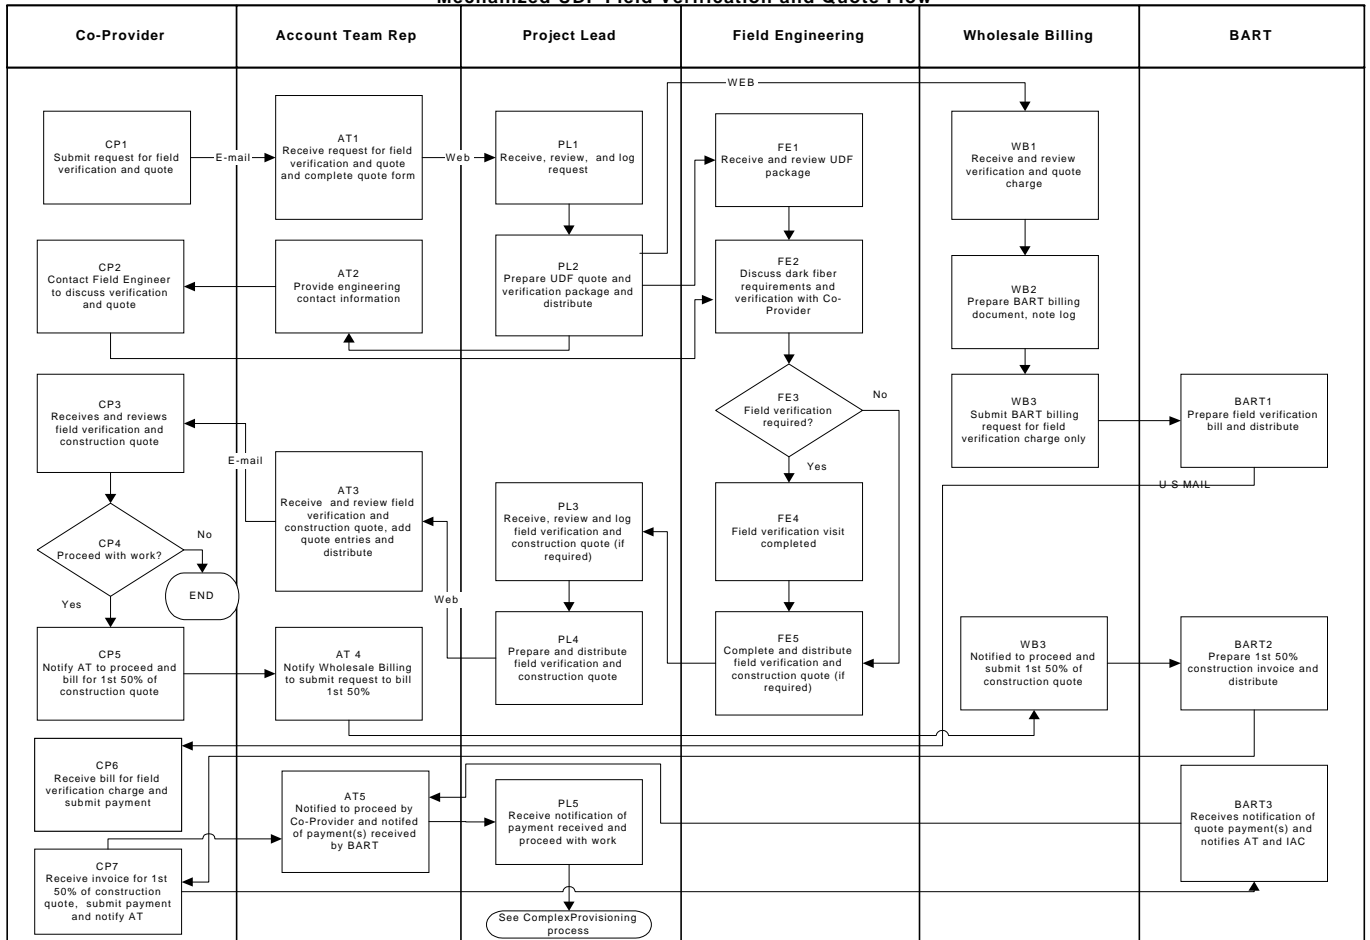 Mechanized UDF Field Verification and Quote Flow
Co-Provider
Account Team Rep
Project Lead
Field Engineering
Wholesale Billing
BART
WEB
CP1
Submit request for field
verification and quote
E-mail
AT1
Receive request for field
verification and quote
and complete quote form
Web
PL1
Receive, review, and log
request
FE1
Receive and review UDF
package
WB1
Receive and review
verification and quote
charge
CP2
Contact Field Engineer
to discuss verification
and quote
AT2
Provide engineering
contact information
PL2
Prepare UDF quote and
verification package and
distribute
FE2
Discuss dark fiber
requirements and
verification with Co-
Provider
WB2
Prepare BART billing
document, note log
CP3
Receives and reviews
field verification and
construction quote
E-mail
FE3
Field verification
required?
No
Yes
WB3
Submit BART billing
request for field
verification charge only
BART1
Prepare field verification
bill and distribute
U S MAIL
AT3
Receive and review field
verification and
construction quote, add
quote entries and
distribute
PL3
Receive, review and log
field verification and
construction quote (if
required)
FE4
Field verification visit
completed
CP4
Proceed with work?
No
END
Yes
Web
CP5
Notify AT to proceed and
bill for 1st 50% of
construction quote
AT 4
Notify Wholesale Billing
to submit request to bill
1st 50%
PL4
Prepare and distribute
field verification and
construction quote
FE5
Complete and distribute
field verification and
construction quote (if
required)
WB3
Notified to proceed and
submit 1st 50% of
construction quote
BART2
Prepare 1st 50%
construction invoice and
distribute
CP6
Receive bill for field
verification charge and
submit payment
AT5
Notified to proceed by
Co-Provider and notifed
of payment(s) received
by BART
PL5
Receive notification of
payment received and
proceed with work
BART3
Receives notification of
quote payment(s) and
notifies AT and IAC
CP7
Receive invoice for 1st
50% of construction
quote, submit payment
and notify AT
See ComplexProvisioning
process